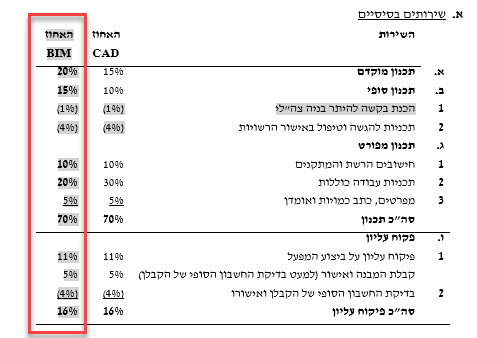 א. שירותים בסיסיים
השירות האחוז האחוז
CAD BIM
א. תכנון מוקדם 15% 20%
ב. תכנון סופי 10% 15%
1 הכנת בקשה להיתר בניה צה"לי (1%) (1%)
2 תכניות להגשה וטיפול באישור הרשויות (4%) (4%)
ג. תכנון מפורט
1 חישובים הרשת והמתקנים 10% 10%
2 תכניות עבודה כוללות 30% 20%
3 מפרטים, כתב כמויות ואומדן 5% 5%
סה"כ תכנון 70% 70%
ו. פקוח עליון
1 פיקוח עליון על ביצוע המפעל 11% 11%
קבלת המבנה ואישור (למעט בדיקת החשבון הסופי של הקבלן) 5% 5%
2 בדיקת החשבון הסופי של הקבלן ואישורו (4%) (4%)
סה"כ פיקוח עליון 16% 16%